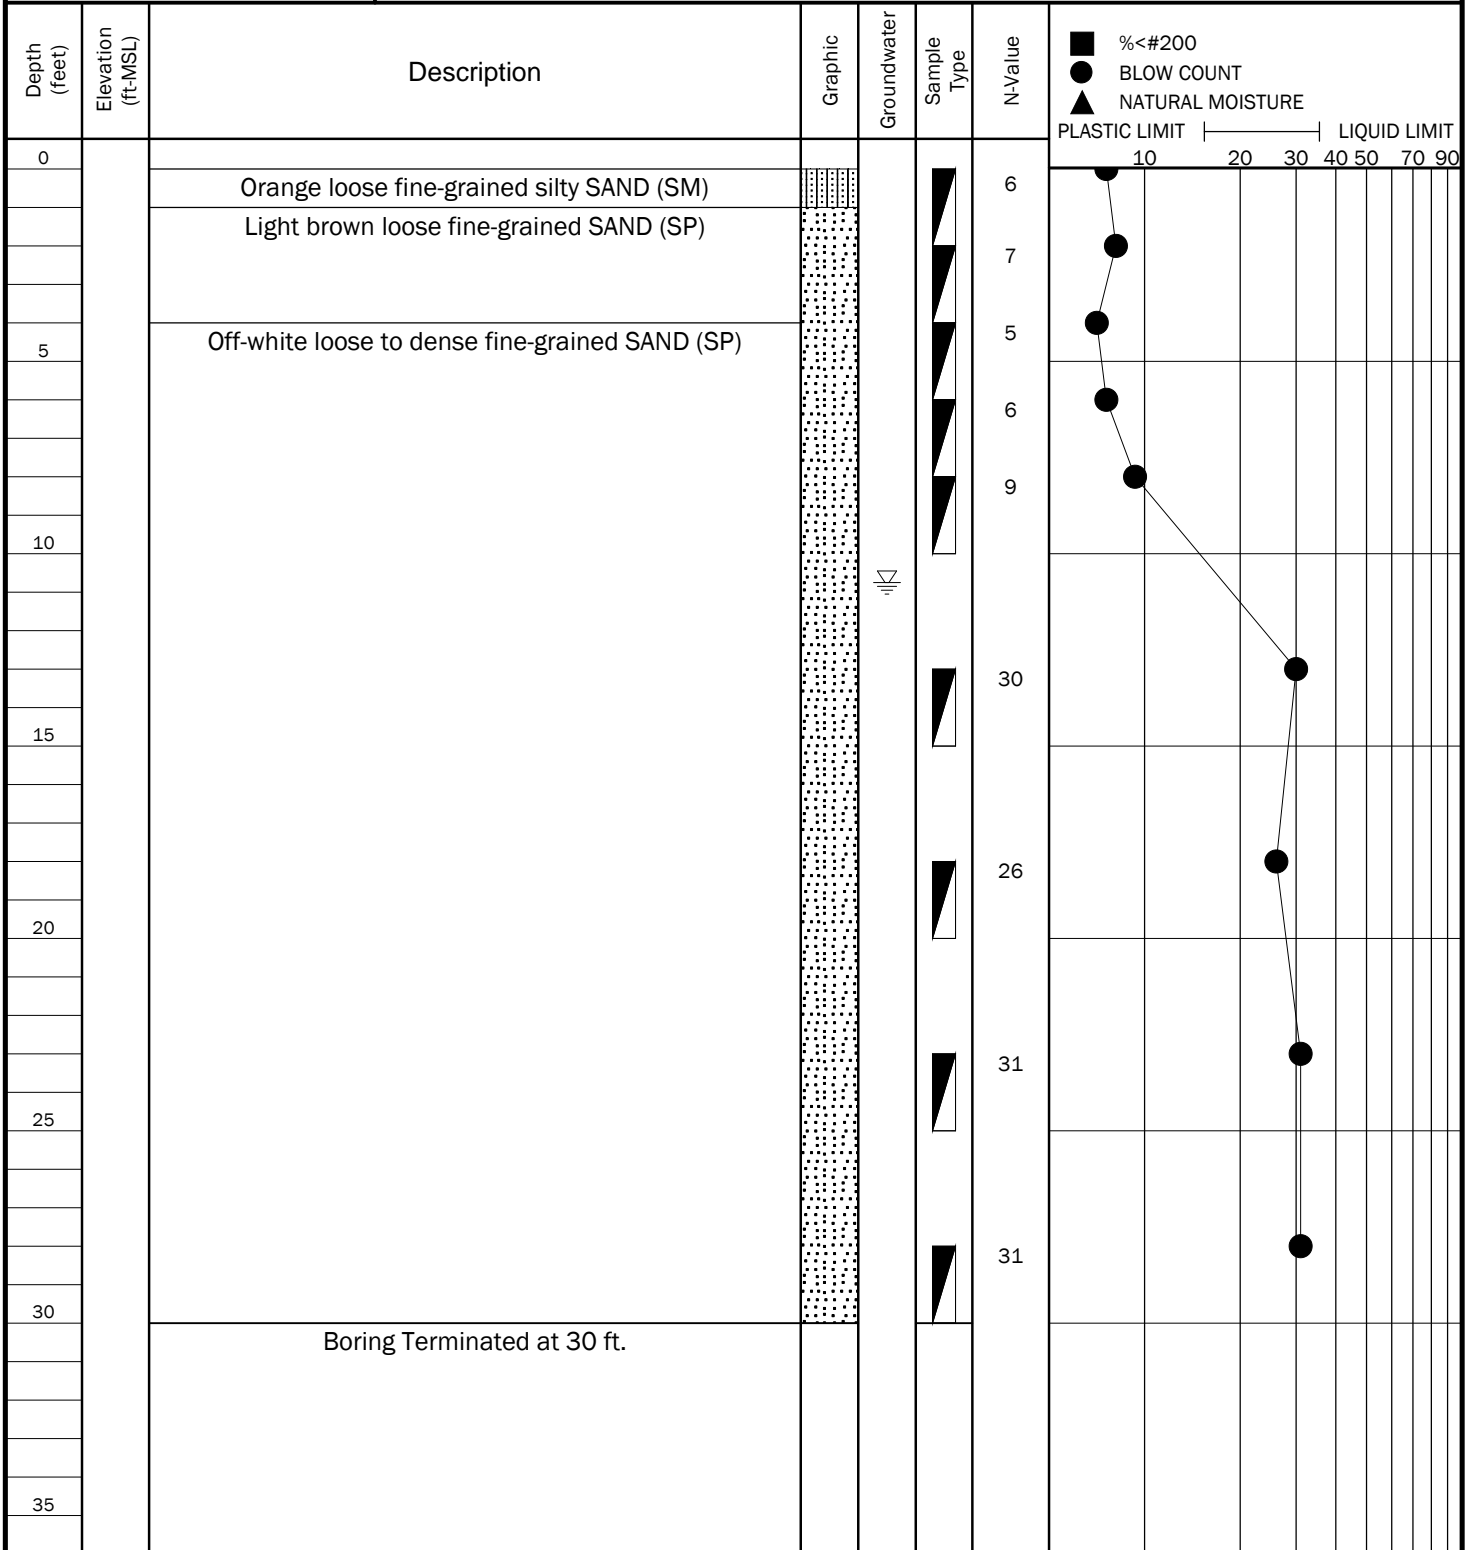 Depth
(feet)
Elevation
(ft-MSL)
Description
Graphic
Groundwater
Sample
Type
N-Value
%<#200
BLOW COUNT
NATURAL MOISTURE
PLASTIC LIMIT LIQUID LIMIT
10 20 30 40 50 70 90
0
Orange loose fine-grained silty SAND (SM)
6
Light brown loose fine-grained SAND (SP)
7
Off-white loose to dense fine-grained SAND (SP)
5
5
6
9
10
30
15
26
20
31
25
31
30
Boring Terminated at 30 ft.
35